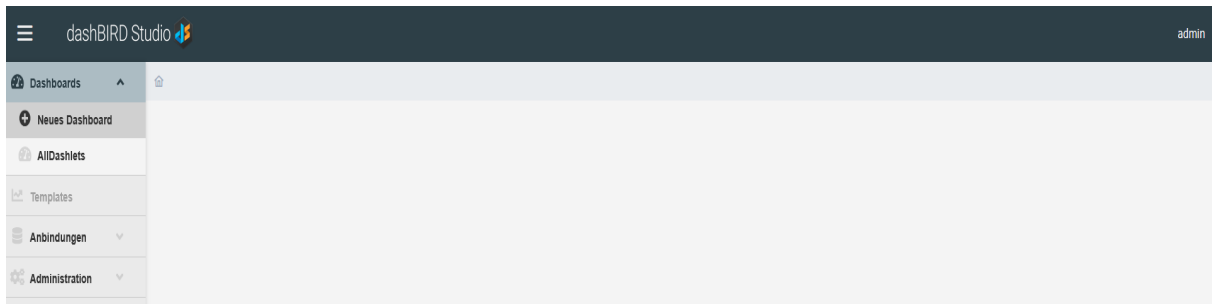 dashBIRD Studio
admin
Dashboards
Neues Dashboard
AllDashlets
Templates
Anbindungen
Administration